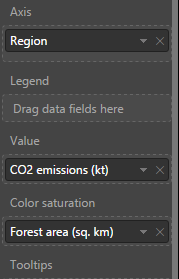 Axis
Region
Legend
Drag data fields here
Value
CO2 emissions (kt)
Color saturation
Forest area (sq. km)
Tooltips